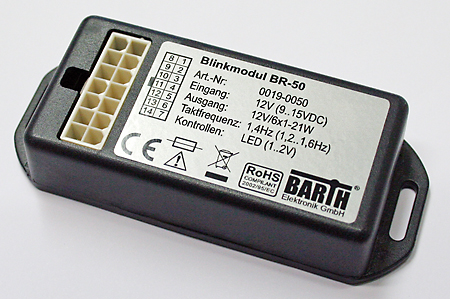 Blinkmodul BR-50
Art.-Nr: 0019-0050
Eingang: 12V (9..15VDC)
Ausgang: 12V/6x1-21W
Taktfrequenz: 1,4Hz (1,2..1,6Hz)
Kontrollen: LED (1..2V)
8 1
9 2
10 3
11 4
12 5
13 6
14 7
CE
RoHS
COMPLIANT
2002/95/EC
BARTH®
Elektronik GmbH